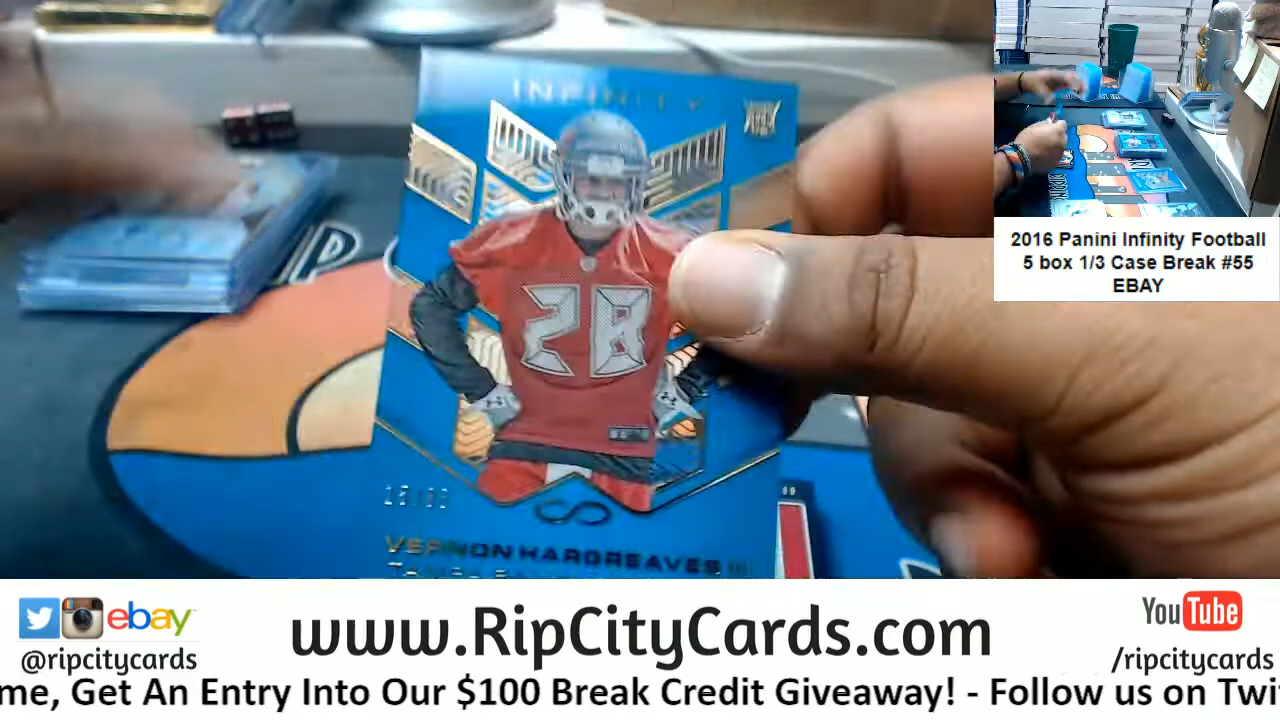 INFINITY
28
VERNON HARGREAVES III
2016 Panini Infinity Football
5 box 1/3 Case Break #55
EBAY
ebay
@ripcitycards
www.RipCityCards.com
YouTube
/ripcitycards
me, Get An Entry Into Our $100 Break Credit Giveaway! - Follow us on Twi